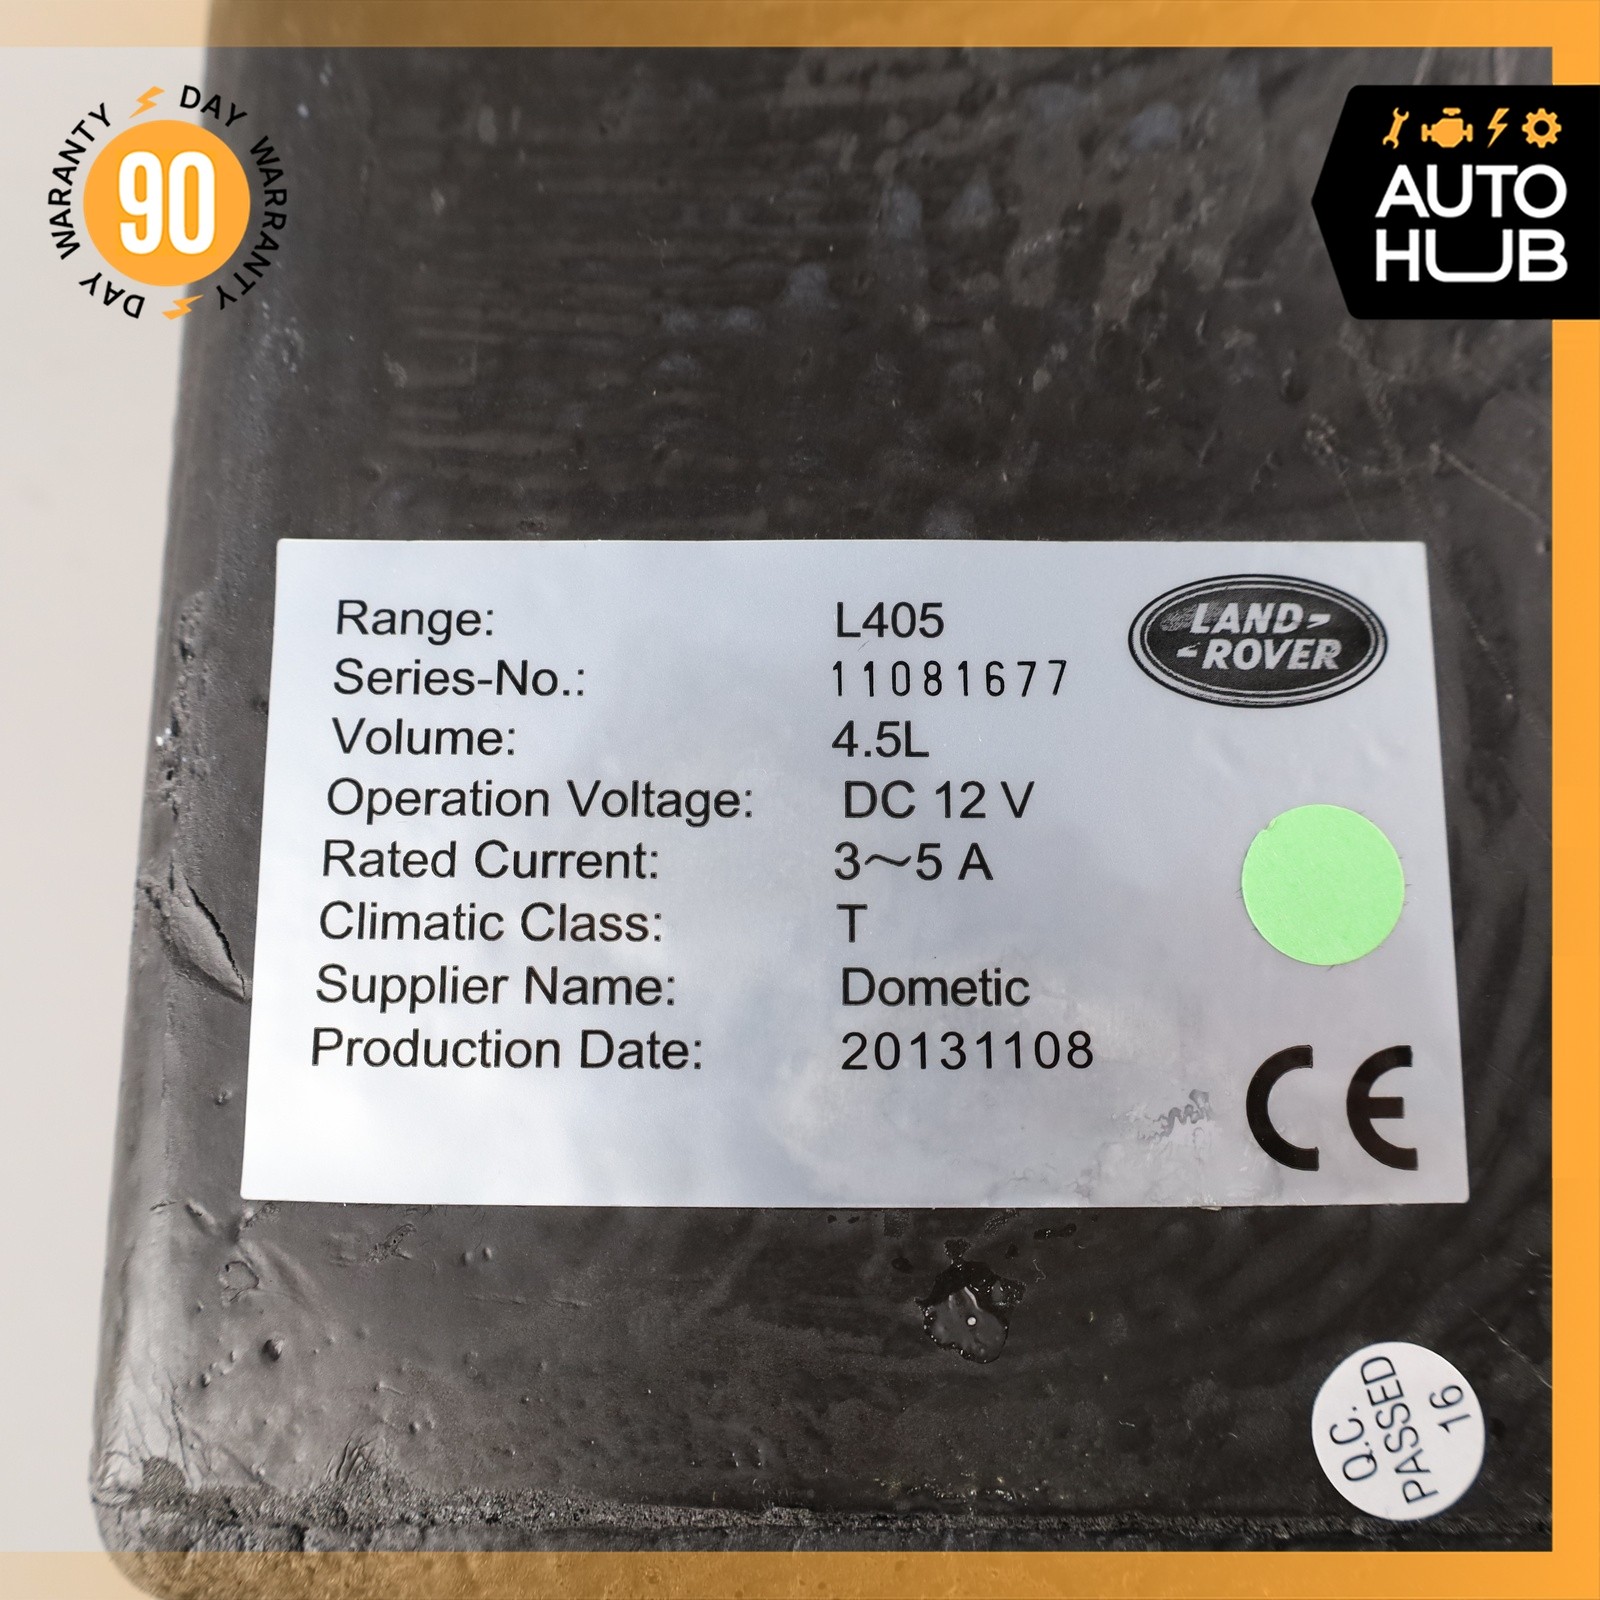 DAY WARRANTY
DAY WARRANTY
90
AUTO
HUB
LAND-
-ROVER
Range: L405
Series-No.: 11081677
Volume: 4.5L
Operation Voltage: DC 12 V
Rated Current: 3～5 A
Climatic Class: T
Supplier Name: Dometic
Production Date: 20131108
CE
Q.C.
PASSED
16